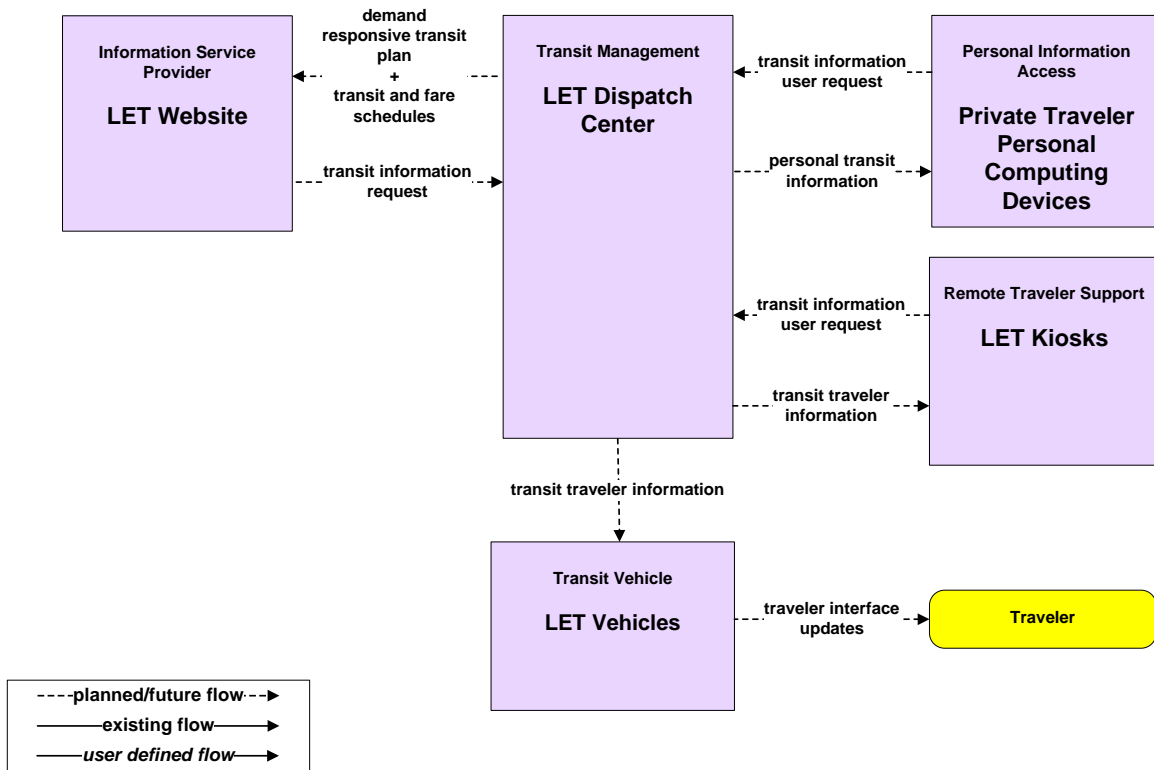 Information Service
Provider
LET Website
demand
responsive transit
plan
+
transit and fare
schedules
transit information
request
Transit Management
LET Dispatch
Center
transit information
user request
personal transit
information
Personal Information
Access
Private Traveler
Personal
Computing
Devices
transit information
user request
transit traveler
information
Remote Traveler Support
LET Kiosks
transit traveler information
Transit Vehicle
LET Vehicles
traveler interface
updates
Traveler
planned/future flow
existing flow
user defined flow